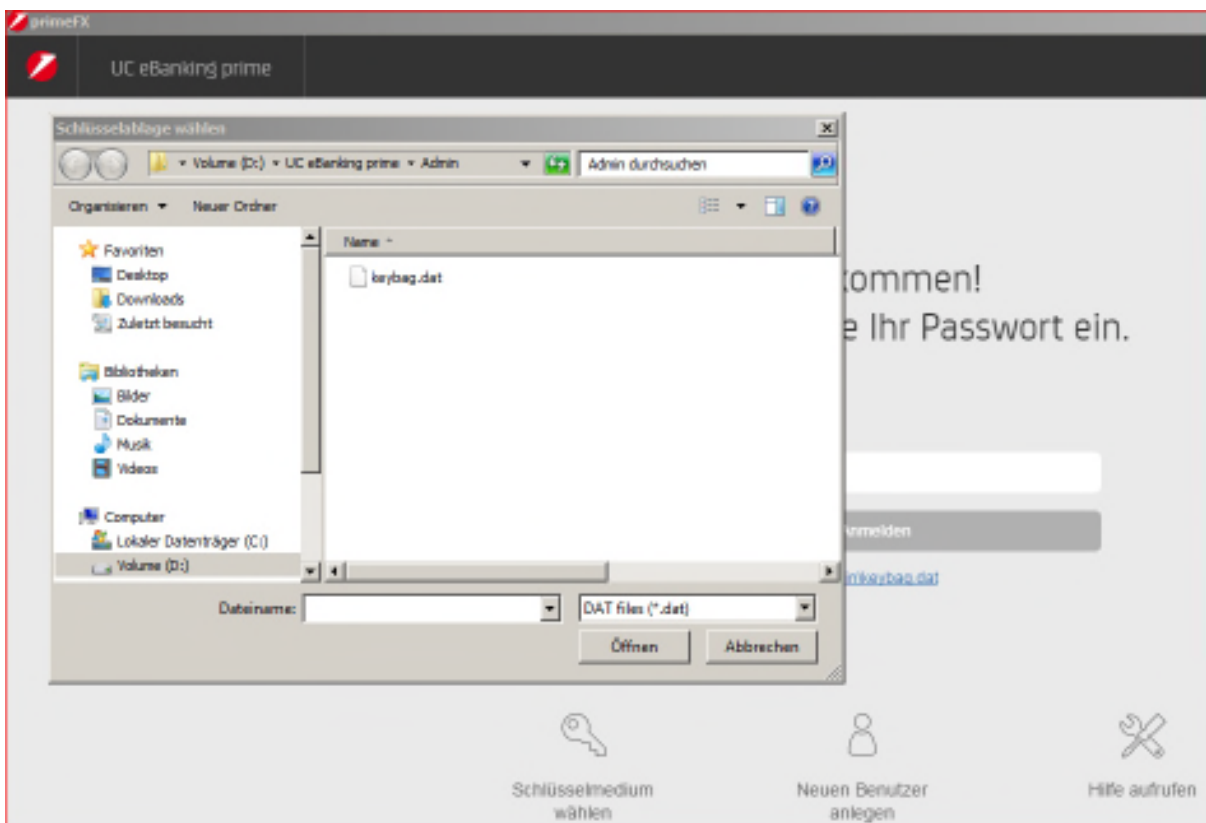 primeFX
UC eBanking prime
Schlüsselablage wählen
Volume (D:) UC eBanking prime Admin
Admin durchsuchen
Organisieren Neuer Ordner
Favoriten
Desktop
Downloads
Zuletzt besucht
Bibliotheken
Bilder
Dokumente
Musik
Videos
Computer
Lokaler Datenträger (C:)
Volume (D:)
Name
keybag.dat
Dateiname:
DAT files (*.dat)
Öffnen Abbrechen
kommen!
e Ihr Passwort ein.
Anmelden
in\keybag.dat
Schlüsselmedium
wählen
Neuen Benutzer
anlegen
Hilfe aufrufen